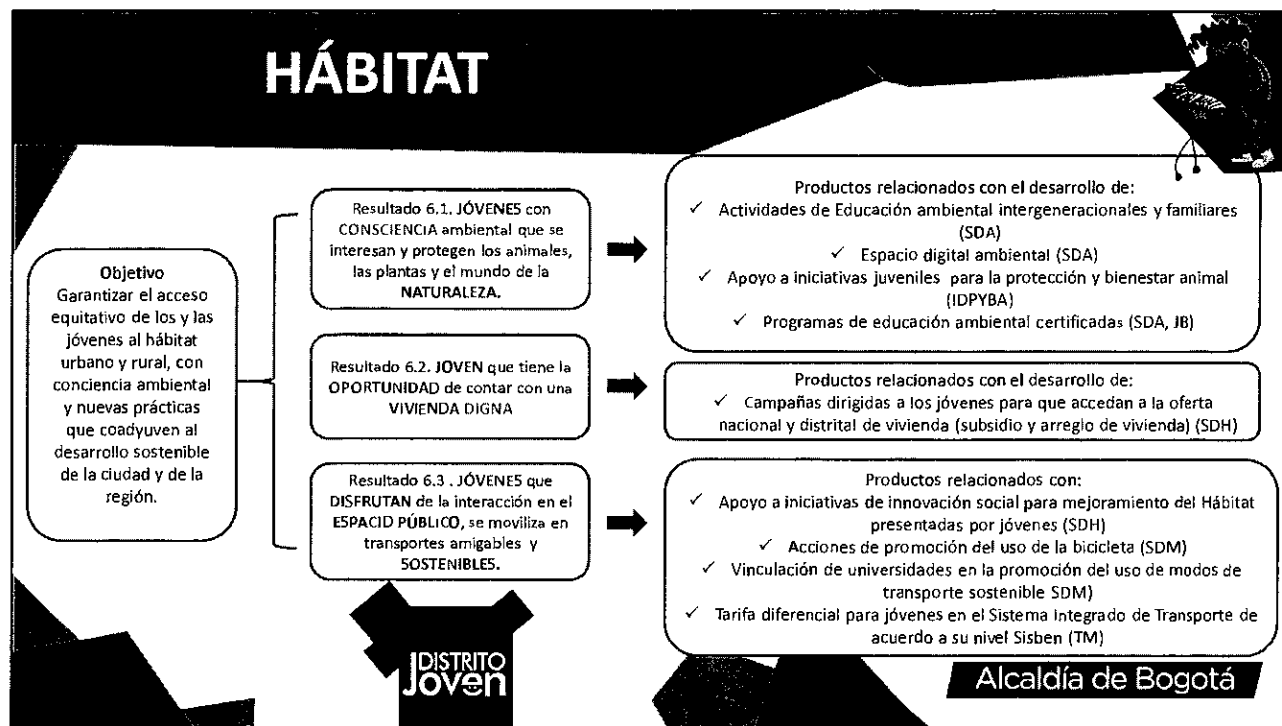 HÁBITAT
Objetivo
Garantizar el acceso
equitativo de los y las
jóvenes al hábitat
urbano y rural, con
conciencia ambiental
y nuevas prácticas
que coadyuven al
desarrollo sostenible
de la ciudad y de la
región.
Resultado 6.1. JÓVENE5 con
CONSCIENCIA ambiental que se
interesan y protegen los animales,
las plantas y el mundo de la
NATURALEZA.
Productos relacionados con el desarrollo de:
✓ Actividades de Educación ambiental intergeneracionales y familiares
(SDA)
✓ Espacio digital ambiental (SDA)
✓ Apoyo a iniciativas juveniles para la protección y bienestar animal
(IDPYBA)
✓ Programas de educación ambiental certificadas (SDA, JB)
Resultado 6.2. JOVEN que tiene la
OPORTUNIDAD de contar con una
VIVIENDA DIGNA
Productos relacionados con el desarrollo de:
✓ Campañas dirigidas a los jóvenes para que accedan a la oferta
nacional y distrital de vivienda (subsidio y arreglo de vivienda) (SDH)
Resultado 6.3 . JÓVENE5 que
DISFRUTAN de la interacción en el
E5PACID PÚBLICO, se moviliza en
transportes amigables y
5OSTENIBLE5.
Productos relacionados con:
✓ Apoyo a iniciativas de innovación social para mejoramiento del Hábitat
presentadas por jóvenes (SDH)
✓ Acciones de promoción del uso de la bicicleta (SDM)
✓ Vinculación de universidades en la promoción del uso de modos de
transporte sostenible SDM)
✓ Tarifa diferencial para jóvenes en el Sistema Integrado de Transporte de
acuerdo a su nivel Sisben (TM)
DISTRITO
Joven
Alcaldía de Bogotá